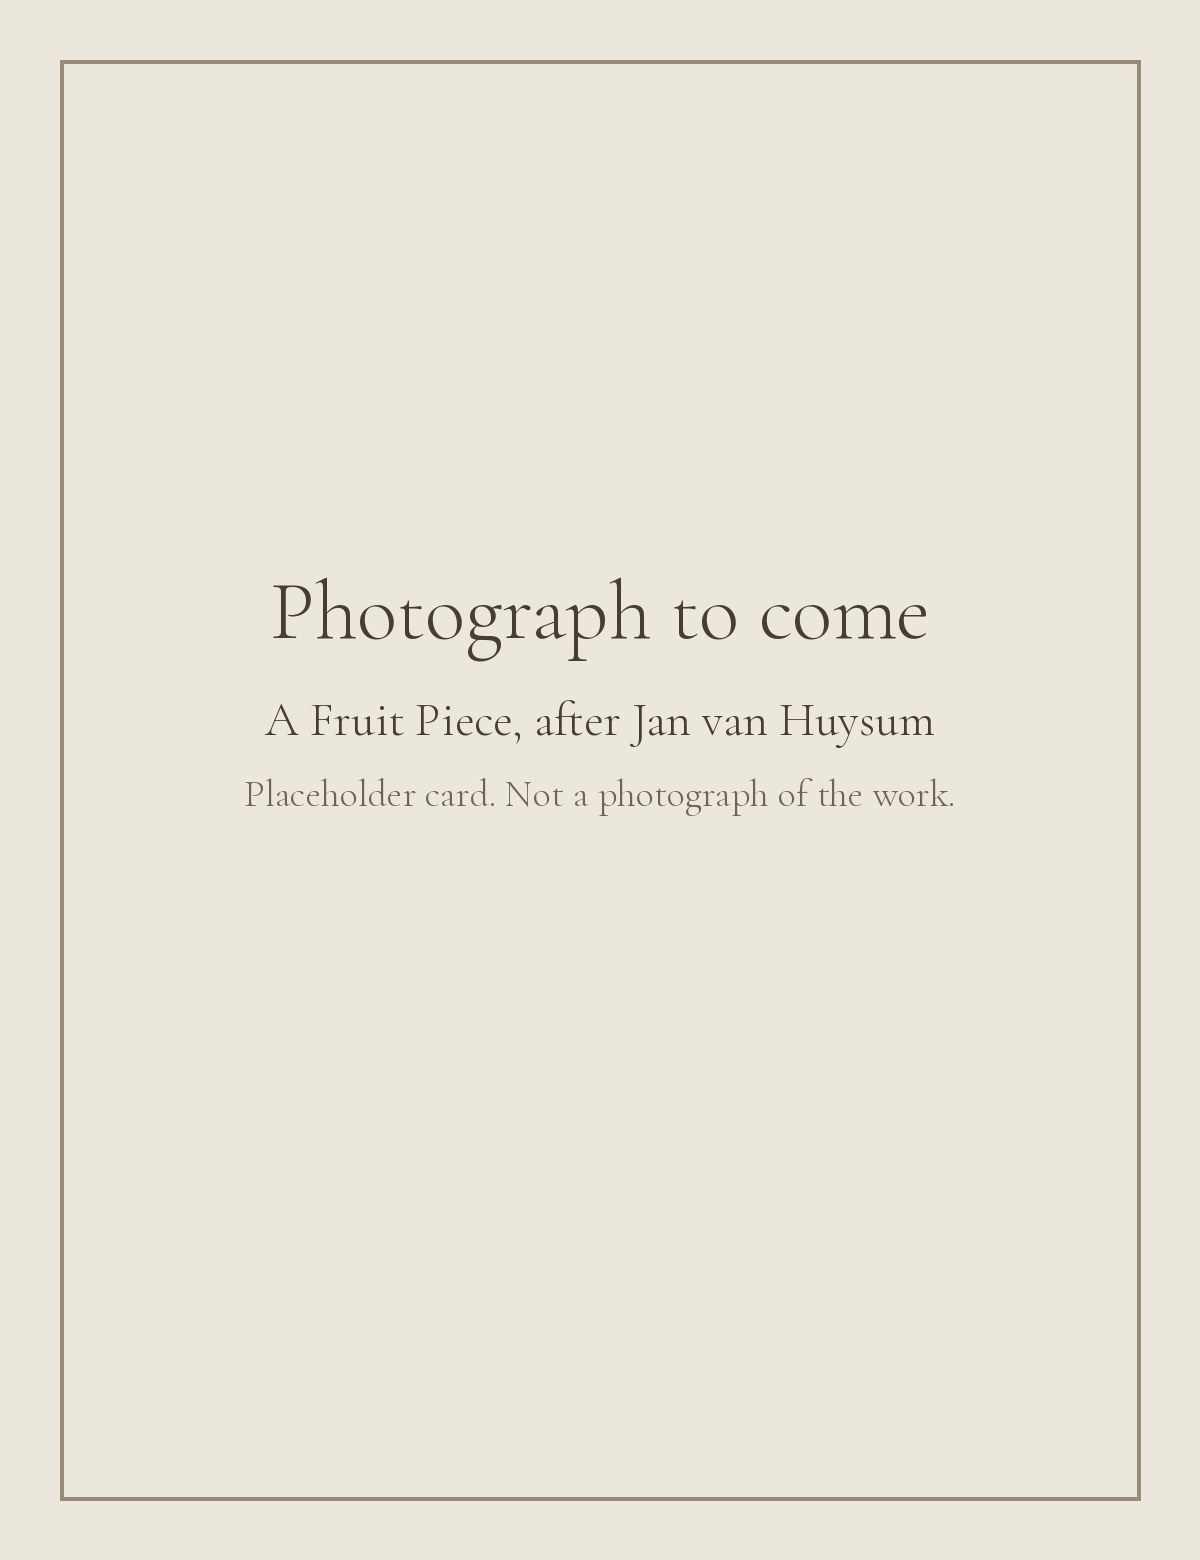 Photograph to come
A Fruit Piece, after Jan van Huysum
Placeholder card. Not a photograph of the work.